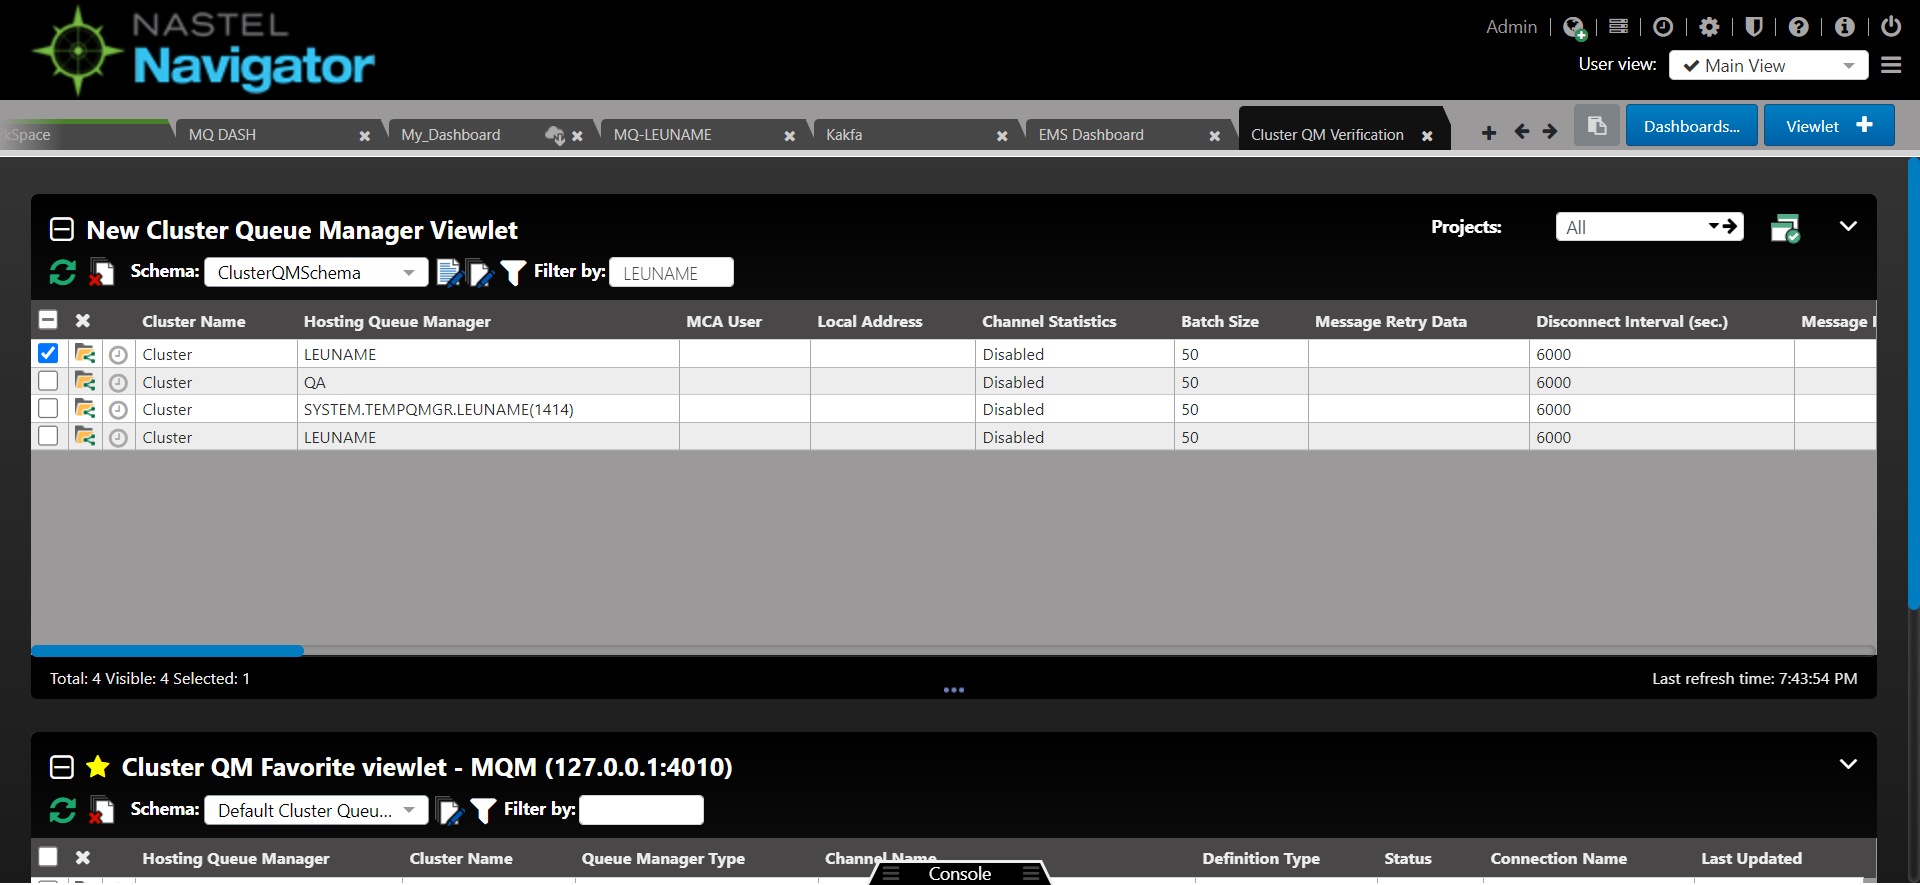 NASTEL
Navigator
Admin
User view: Main View
kSpace
MQ DASH
My_Dashboard
MQ-LEUNAME
Kakfa
EMS Dashboard
Cluster QM Verification
Dashboards...
Viewlet
New Cluster Queue Manager Viewlet
Projects: All
Schema: ClusterQMSchema Filter by: LEUNAME
Cluster Name Hosting Queue Manager MCA User Local Address Channel Statistics Batch Size Message Retry Data Disconnect Interval (sec.) Message
Cluster LEUNAME Disabled 50 6000
Cluster QA Disabled 50 6000
Cluster SYSTEM.TEMPQMGR.LEUNAME(1414) Disabled 50 6000
Cluster LEUNAME Disabled 50 6000
Total: 4 Visible: 4 Selected: 1
Last refresh time: 7:43:54 PM
Cluster QM Favorite viewlet - MQM (127.0.0.1:4010)
Schema: Default Cluster Queu... Filter by:
Hosting Queue Manager Cluster Name Queue Manager Type Channel Name Definition Type Status Connection Name Last Updated
Console